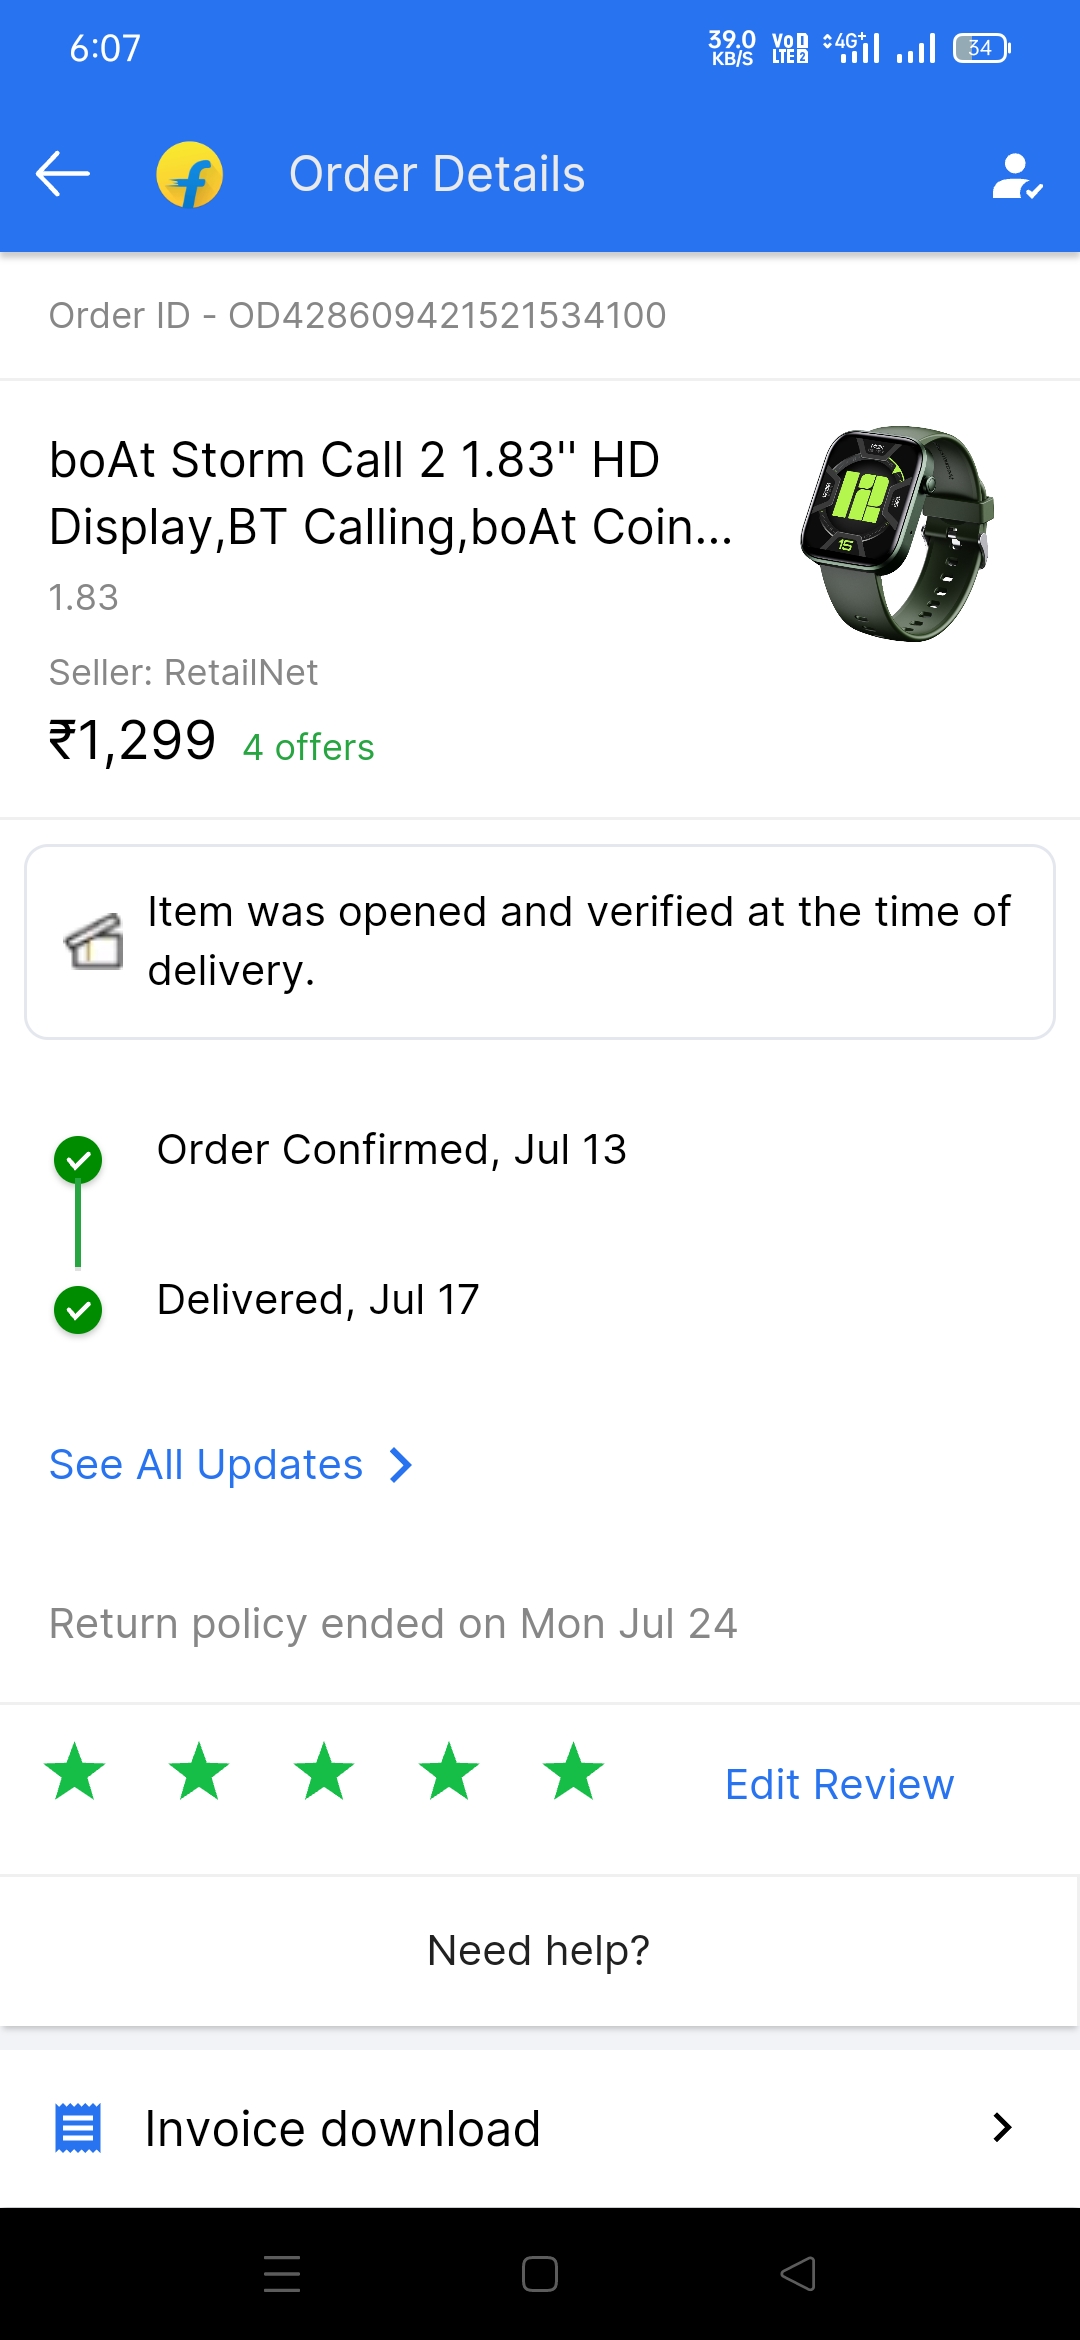 6:07
39.0 KB/S
Vo 1 LTE 2
4G+
34
Order Details
Order ID - OD428609421521534100
boAt Storm Call 2 1.83" HD
Display,BT Calling,boAt Coin...
1.83
Seller: RetailNet
₹1,299 4 offers
Item was opened and verified at the time of
delivery.
Order Confirmed, Jul 13
Delivered, Jul 17
See All Updates
Return policy ended on Mon Jul 24
Edit Review
Need help?
Invoice download